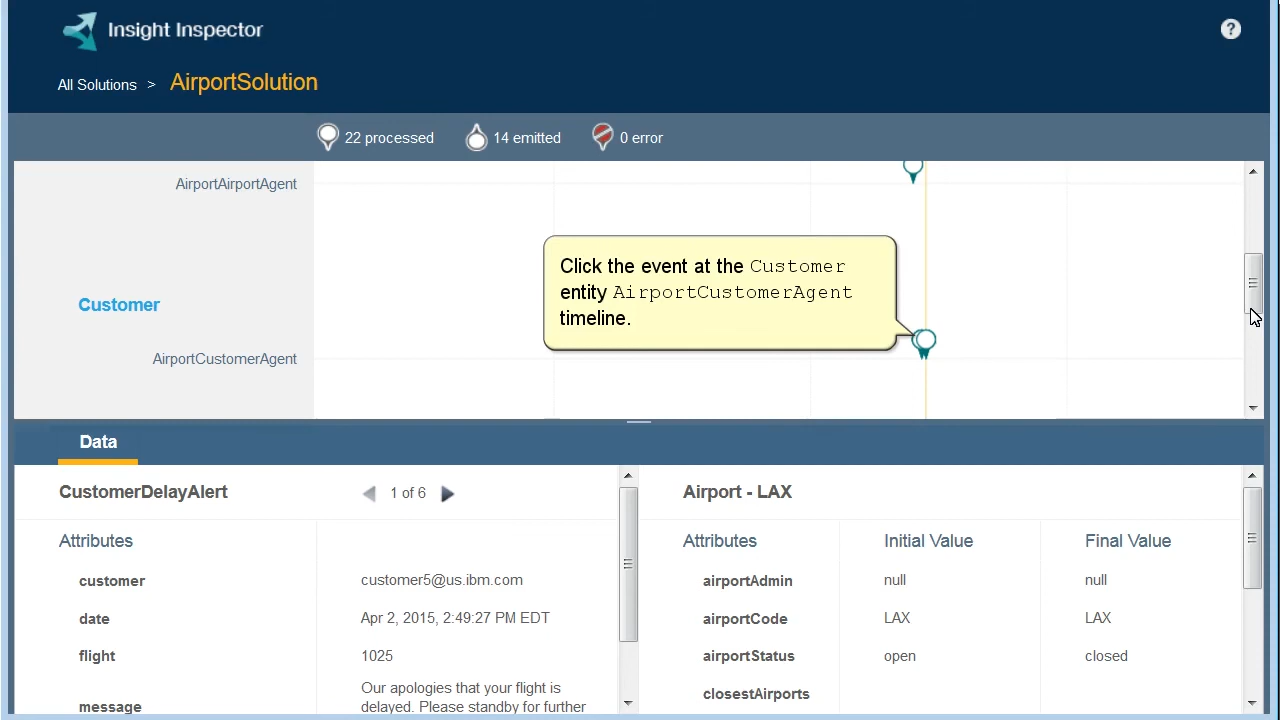 Insight Inspector
?
All Solutions > AirportSolution
22 processed 14 emitted 0 error
AirportAirportAgent
Click the event at the Customer
entity AirportCustomerAgent
timeline.
Customer
AirportCustomerAgent
Data
CustomerDelayAlert 1 of 6
Attributes
customer customer5@us.ibm.com
date Apr 2, 2015, 2:49:27 PM EDT
flight 1025
message Our apologies that your flight is
delayed. Please standby for further
Airport - LAX
Attributes Initial Value Final Value
airportAdmin null null
airportCode LAX LAX
airportStatus open closed
closestAirports